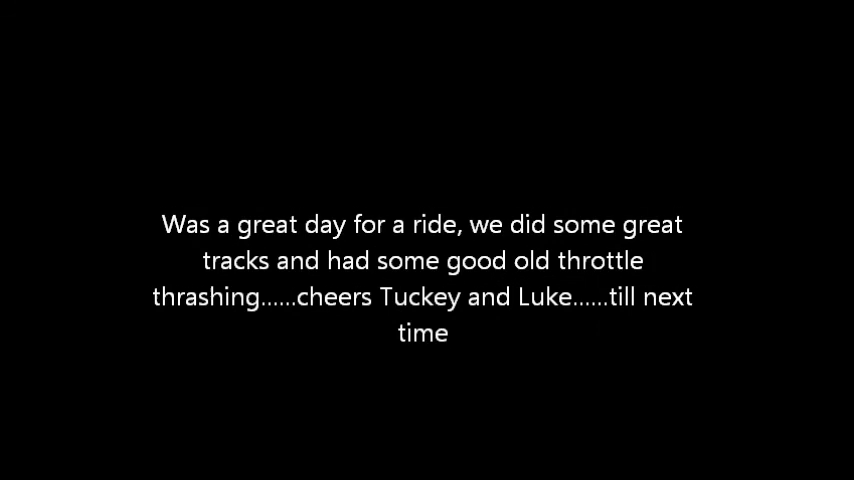 Was a great day for a ride, we did some great
tracks and had some good old throttle
thrashing......cheers Tuckey and Luke......till next
time